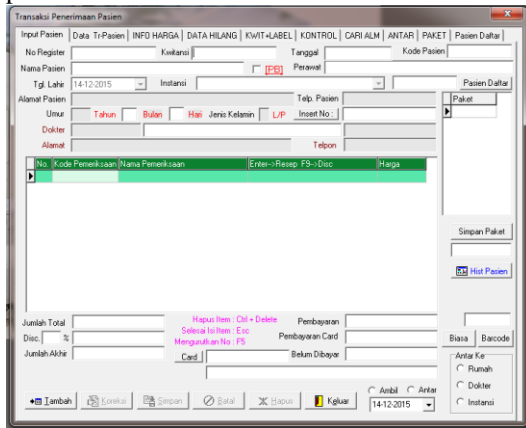 Transaksi Penerimaan Pasien
Input Pasien Data Tr-Pasien INFO HARGA DATA HILANG KWIT+LABEL KONTROL CARI ALM ANTAR PAKET Pasien Daftar
No Register Kwitansi Tanggal Kode Pasien
Nama Pasien [PB] Perawat
Tgl. Lahir 14-12-2015 Instansi Pasien Daftar
Alamat Pasien Telp. Pasien Paket
Umur Tahun Bulan Hari Jenis Kelamin L/P Insert No :
Dokter
Alamat Telpon
No. Kode Pemeriksaan Nama Pemeriksaan Enter->Resep F9->Disc Harga
Simpan Paket
Hist Pasien
Jumlah Total Hapus Item : Ctrl + Delete Pembayaran
Disc. % Selesai Isi Item : Esc Pembayaran Card Biasa Barcode
Mengurutkan No : F5
Jumlah Akhir Card Belum Dibayar Antar Ke
Rumah
Dokter
Instansi
Tambah Koreksi Simpan Batal Hapus Keluar Ambil Antar
14-12-2015